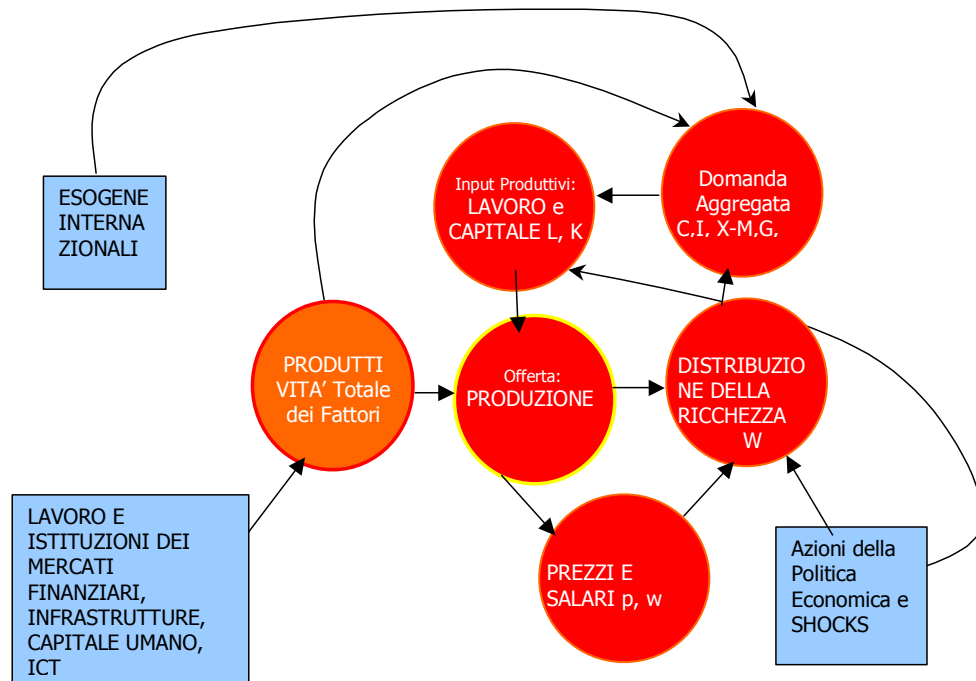 ESOGENE
INTERNA
ZIONALI
Input Produttivi:
LAVORO e
CAPITALE L, K
Domanda
Aggregata
C,I, X-M,G,
PRODUTTI
VITA’ Totale
dei Fattori
Offerta:
PRODUZIONE
DISTRIBUZIO
NE DELLA
RICCHEZZA
W
LAVORO E
ISTITUZIONI DEI
MERCATI
FINANZIARI,
INFRASTRUTTURE,
CAPITALE UMANO,
ICT
PREZZI E
SALARI p, w
Azioni della
Politica
Economica e
SHOCKS